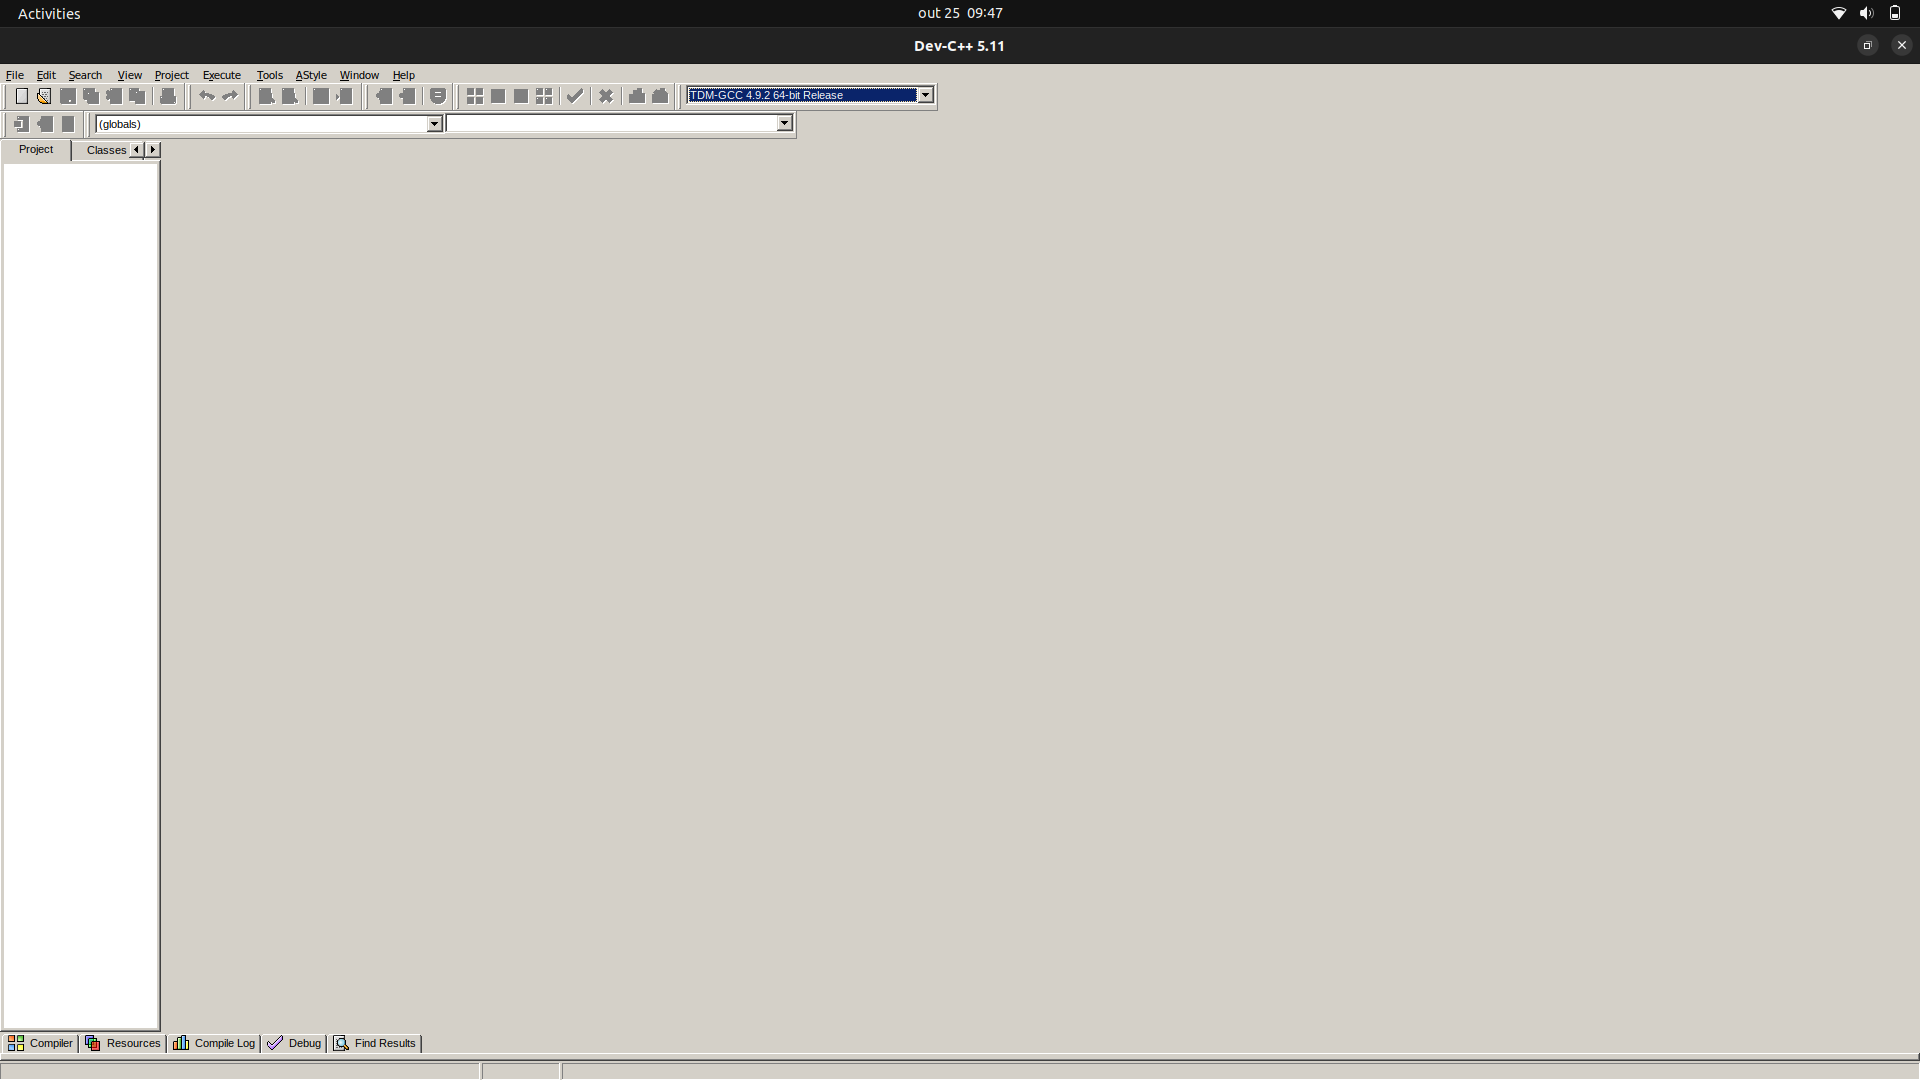 Activities
out 25 09:47
Dev-C++ 5.11
File Edit Search View Project Execute Tools AStyle Window Help
TDM-GCC 4.9.2 64-bit Release
(globals)
Project Classes
Compiler Resources Compile Log Debug Find Results